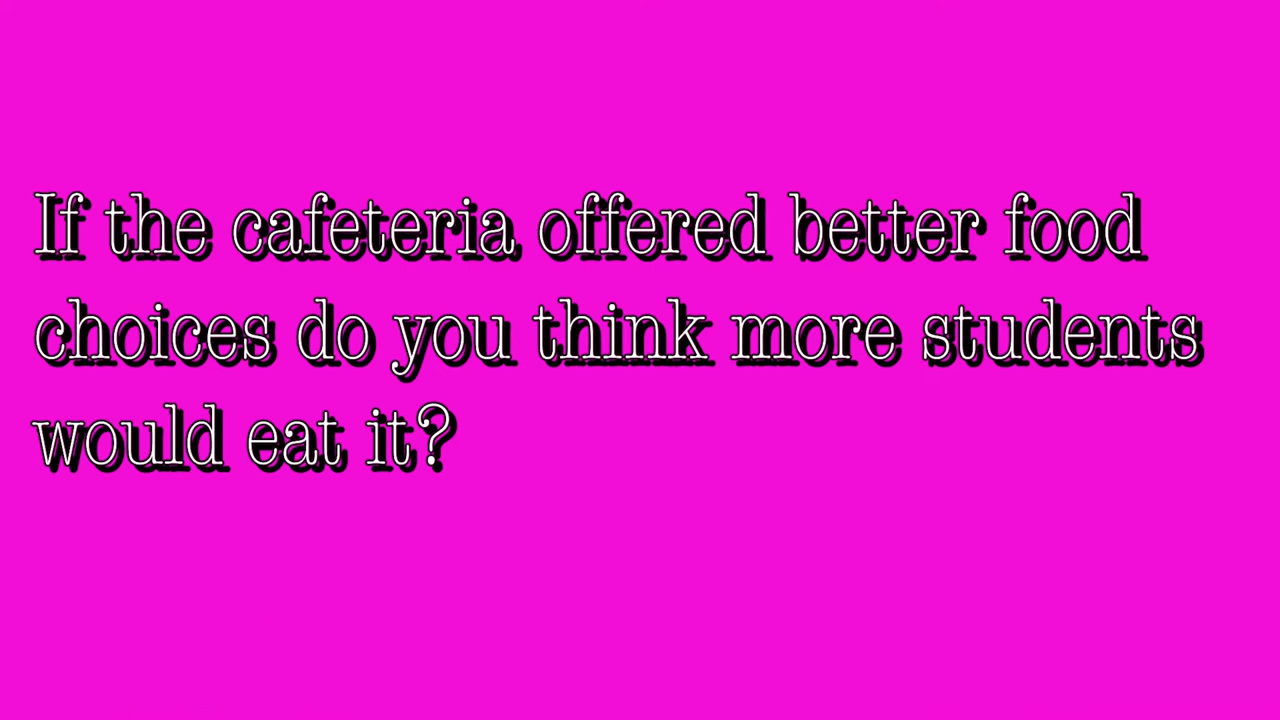 If the cafeteria offered better food
choices do you think more students
would eat it?